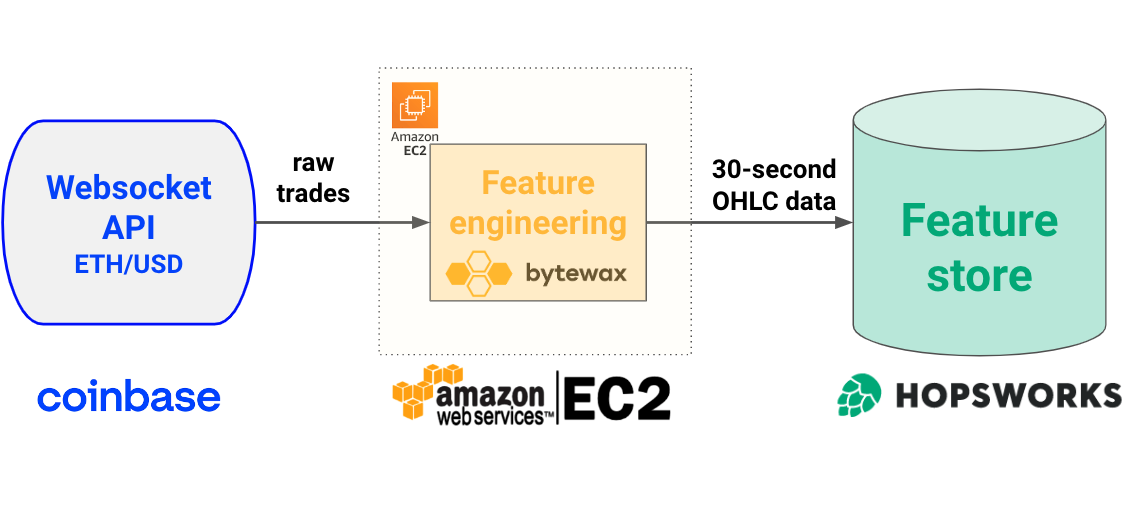 Websocket
API
ETH/USD
coinbase
raw
trades
Amazon
EC2
Feature
engineering
bytewax
amazon
web services™
EC2
30-second
OHLC data
Feature
store
HOPSWORKS